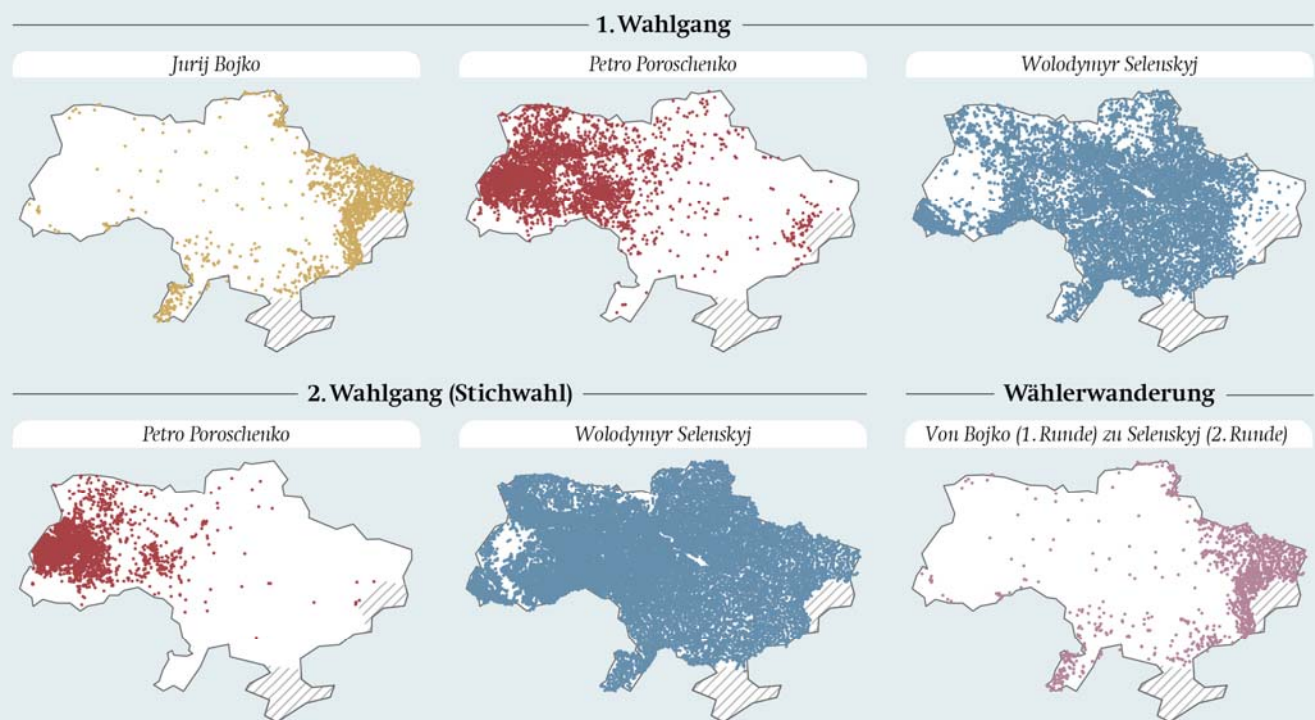 1. Wahlgang
Jurij Bojko
Petro Poroschenko
Wolodymyr Selenskyj
2. Wahlgang (Stichwahl)
Petro Poroschenko
Wolodymyr Selenskyj
Wählerwanderung
Von Bojko (1. Runde) zu Selenskyj (2. Runde)